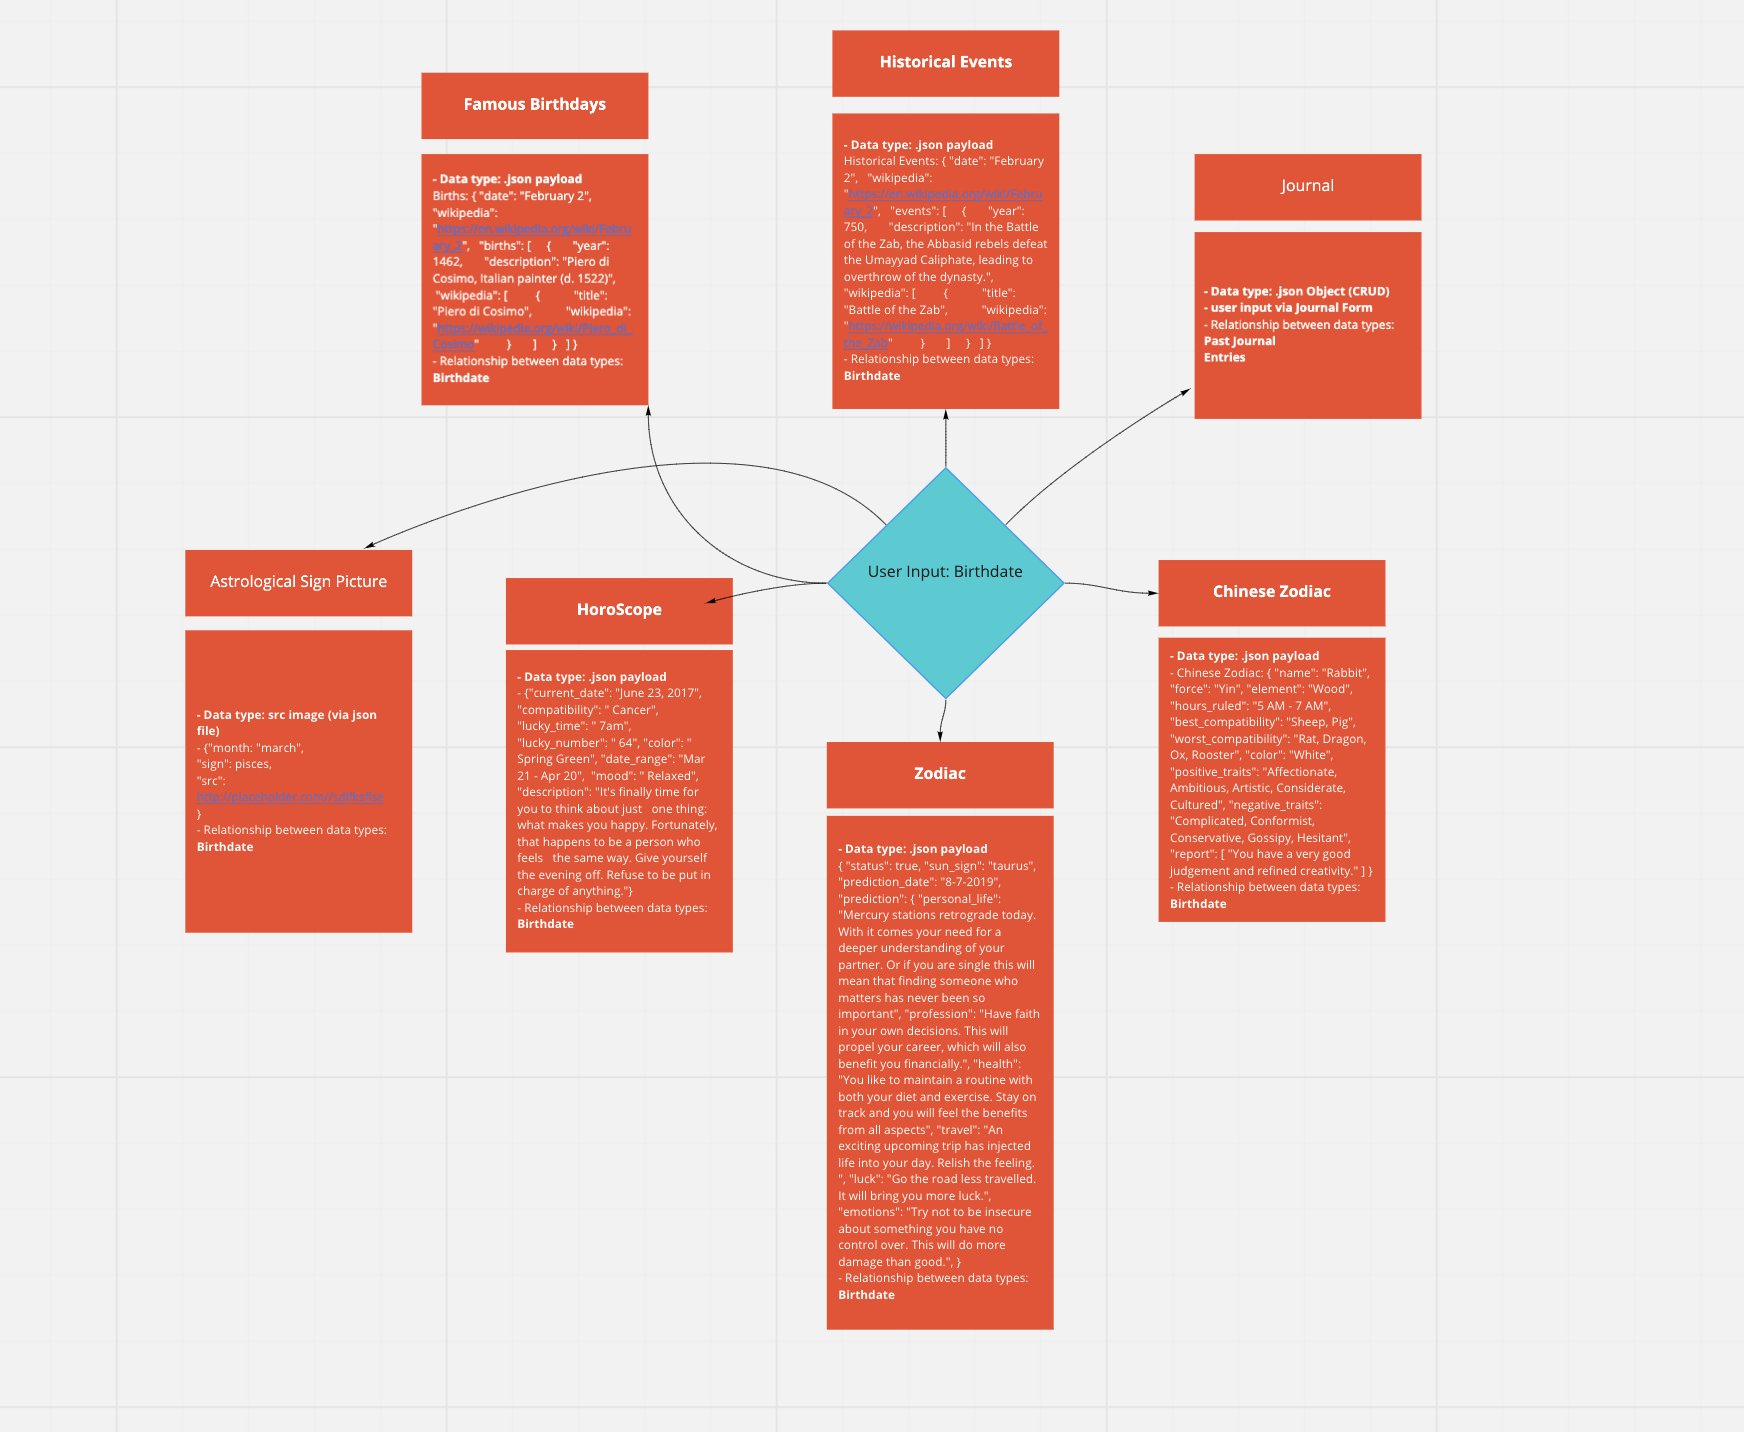 Historical Events
- Data type: .json payload
Historical Events: { "date": "February
2",   "wikipedia":
"https://en.wikipedia.org/wiki/Febru
ary_2",   "events": [     {       "year":
750,       "description": "In the Battle
of the Zab, the Abbasid rebels defeat
the Umayyad Caliphate, leading to
overthrow of the dynasty.",
"wikipedia": [         {           "title":
"Battle of the Zab",           "wikipedia":
"https://wikipedia.org/wiki/Battle_of_
the_Zab"         }       ]     }   ] }
- Relationship between data types:
Birthdate
Famous Birthdays
- Data type: .json payload
Births: { "date": "February 2",
"wikipedia":
"https://en.wikipedia.org/wiki/Febru
ary_2",   "births": [     {       "year":
1462,       "description": "Piero di
Cosimo, Italian painter (d. 1522)",
"wikipedia": [         {           "title":
"Piero di Cosimo",           "wikipedia":
"https://wikipedia.org/wiki/Piero_di_
Cosimo"         }       ]     }   ] }
- Relationship between data types:
Birthdate
Journal
- Data type: .json Object (CRUD)
- user input via Journal Form
- Relationship between data types:
Past Journal
Entries
User Input: Birthdate
Astrological Sign Picture
- Data type: src image (via json
file)
- {"month: "march",
"sign": pisces,
"src":
}
- Relationship between data types:
Birthdate
HoroScope
- Data type: .json payload
- {"current_date": "June 23, 2017",
"compatibility": " Cancer",
"lucky_time": " 7am",
"lucky_number": " 64", "color": "
Spring Green", "date_range": "Mar
21 - Apr 20",  "mood": " Relaxed",
"description": "It's finally time for
you to think about just   one thing:
what makes you happy. Fortunately,
that happens to be a person who
feels   the same way. Give yourself
the evening off. Refuse to be put in
charge of anything."}
- Relationship between data types:
Birthdate
Chinese Zodiac
- Data type: .json payload
- Chinese Zodiac: { "name": "Rabbit",
"force": "Yin", "element": "Wood",
"hours_ruled": "5 AM - 7 AM",
"best_compatibility": "Sheep, Pig",
"worst_compatibility": "Rat, Dragon,
Ox, Rooster", "color": "White",
"positive_traits": "Affectionate,
Ambitious, Artistic, Considerate,
Cultured", "negative_traits":
"Complicated, Conformist,
Conservative, Gossipy, Hesitant",
"report": [ "You have a very good
judgement and refined creativity." ] }
- Relationship between data types:
Birthdate
Zodiac
- Data type: .json payload
{ "status": true, "sun_sign": "taurus",
"prediction_date": "8-7-2019",
"prediction": { "personal_life":
"Mercury stations retrograde today.
With it comes your need for a
deeper understanding of your
partner. Or if you are single this will
mean that finding someone who
matters has never been so
important", "profession": "Have faith
in your own decisions. This will
propel your career, which will also
benefit you financially.", "health":
"You like to maintain a routine with
both your diet and exercise. Stay on
track and you will feel the benefits
from all aspects", "travel": "An
exciting upcoming trip has injected
life into your day. Relish the feeling.
", "luck": "Go the road less travelled.
It will bring you more luck.",
"emotions": "Try not to be insecure
about something you have no
control over. This will do more
damage than good.", }
- Relationship between data types:
Birthdate